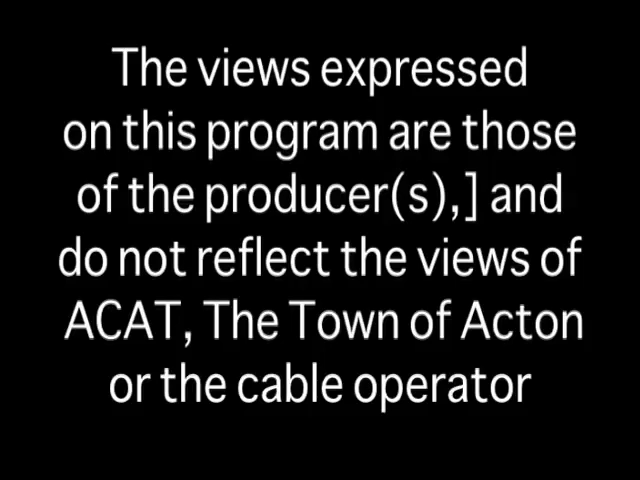 The views expressed
on this program are those
of the producer(s),] and
do not reflect the views of
ACAT, The Town of Acton
or the cable operator